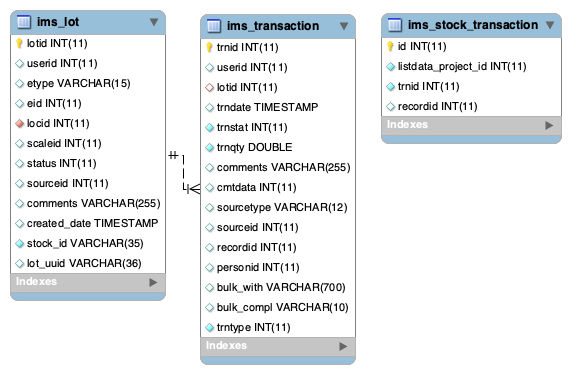 ims_lot
lotid INT(11)
userid INT(11)
etype VARCHAR(15)
eid INT(11)
locid INT(11)
scaleid INT(11)
status INT(11)
sourceid INT(11)
comments VARCHAR(255)
created_date TIMESTAMP
stock_id VARCHAR(35)
lot_uuid VARCHAR(36)
Indexes
ims_transaction
trnid INT(11)
userid INT(11)
lotid INT(11)
trndate TIMESTAMP
trnstat INT(11)
trnqty DOUBLE
comments VARCHAR(255)
cmtdata INT(11)
sourcetype VARCHAR(12)
sourceid INT(11)
recordid INT(11)
personid INT(11)
bulk_with VARCHAR(700)
bulk_compl VARCHAR(10)
trntype INT(11)
Indexes
ims_stock_transaction
id INT(11)
listdata_project_id INT(11)
trnid INT(11)
recordid INT(11)
Indexes